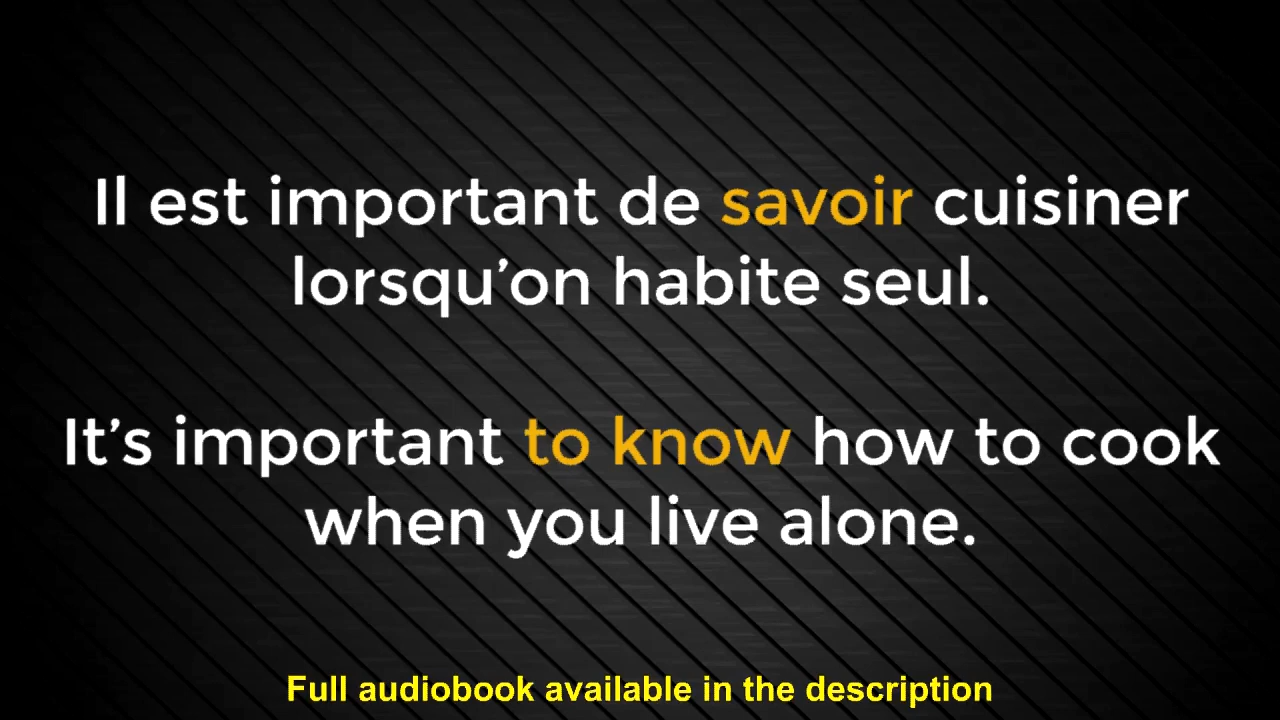 Il est important de savoir cuisiner
lorsqu’on habite seul.
It’s important to know how to cook
when you live alone.
Full audiobook available in the description